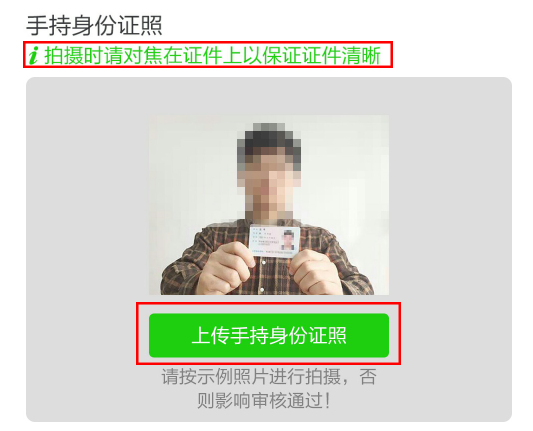 手持身份证照
i 拍摄时请对焦在证件上以保证证件清晰
上传手持身份证照
请按示例照片进行拍摄，否
则影响审核通过！